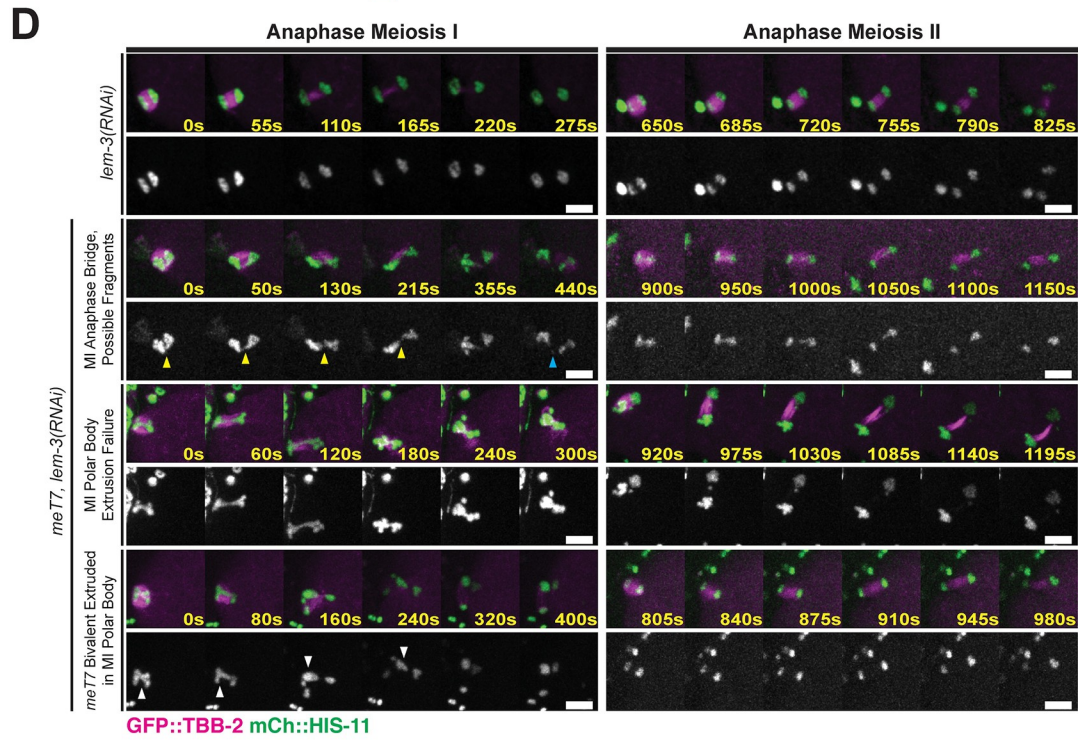 D
Anaphase Meiosis I
Anaphase Meiosis II
lem-3(RNAi)
0s 55s 110s 165s 220s 275s
650s 685s 720s 755s 790s 825s
meT7, lem-3(RNAi)
MI Anaphase Bridge,
Possible Fragments
0s 50s 130s 215s 355s 440s
900s 950s 1000s 1050s 1100s 1150s
MI Polar Body
Extrusion Failure
0s 60s 120s 180s 240s 300s
920s 975s 1030s 1085s 1140s 1195s
meT7 Bivalent Extruded
in MI Polar Body
0s 80s 160s 240s 320s 400s
805s 840s 875s 910s 945s 980s
GFP::TBB-2 mCh::HIS-11